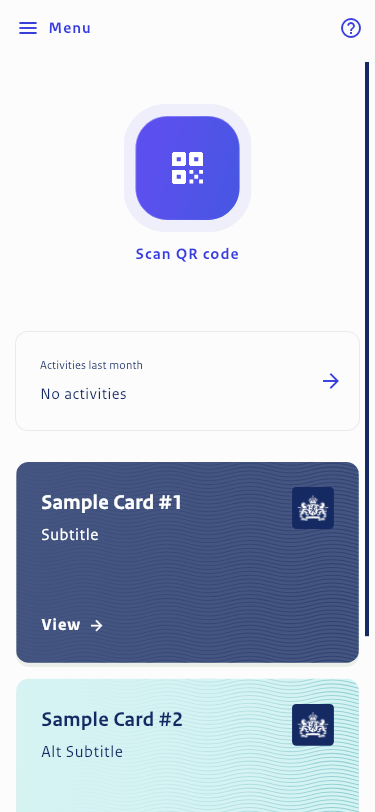 Menu
Scan QR code
Activities last month
No activities
Sample Card #1
Subtitle
View
Sample Card #2
Alt Subtitle